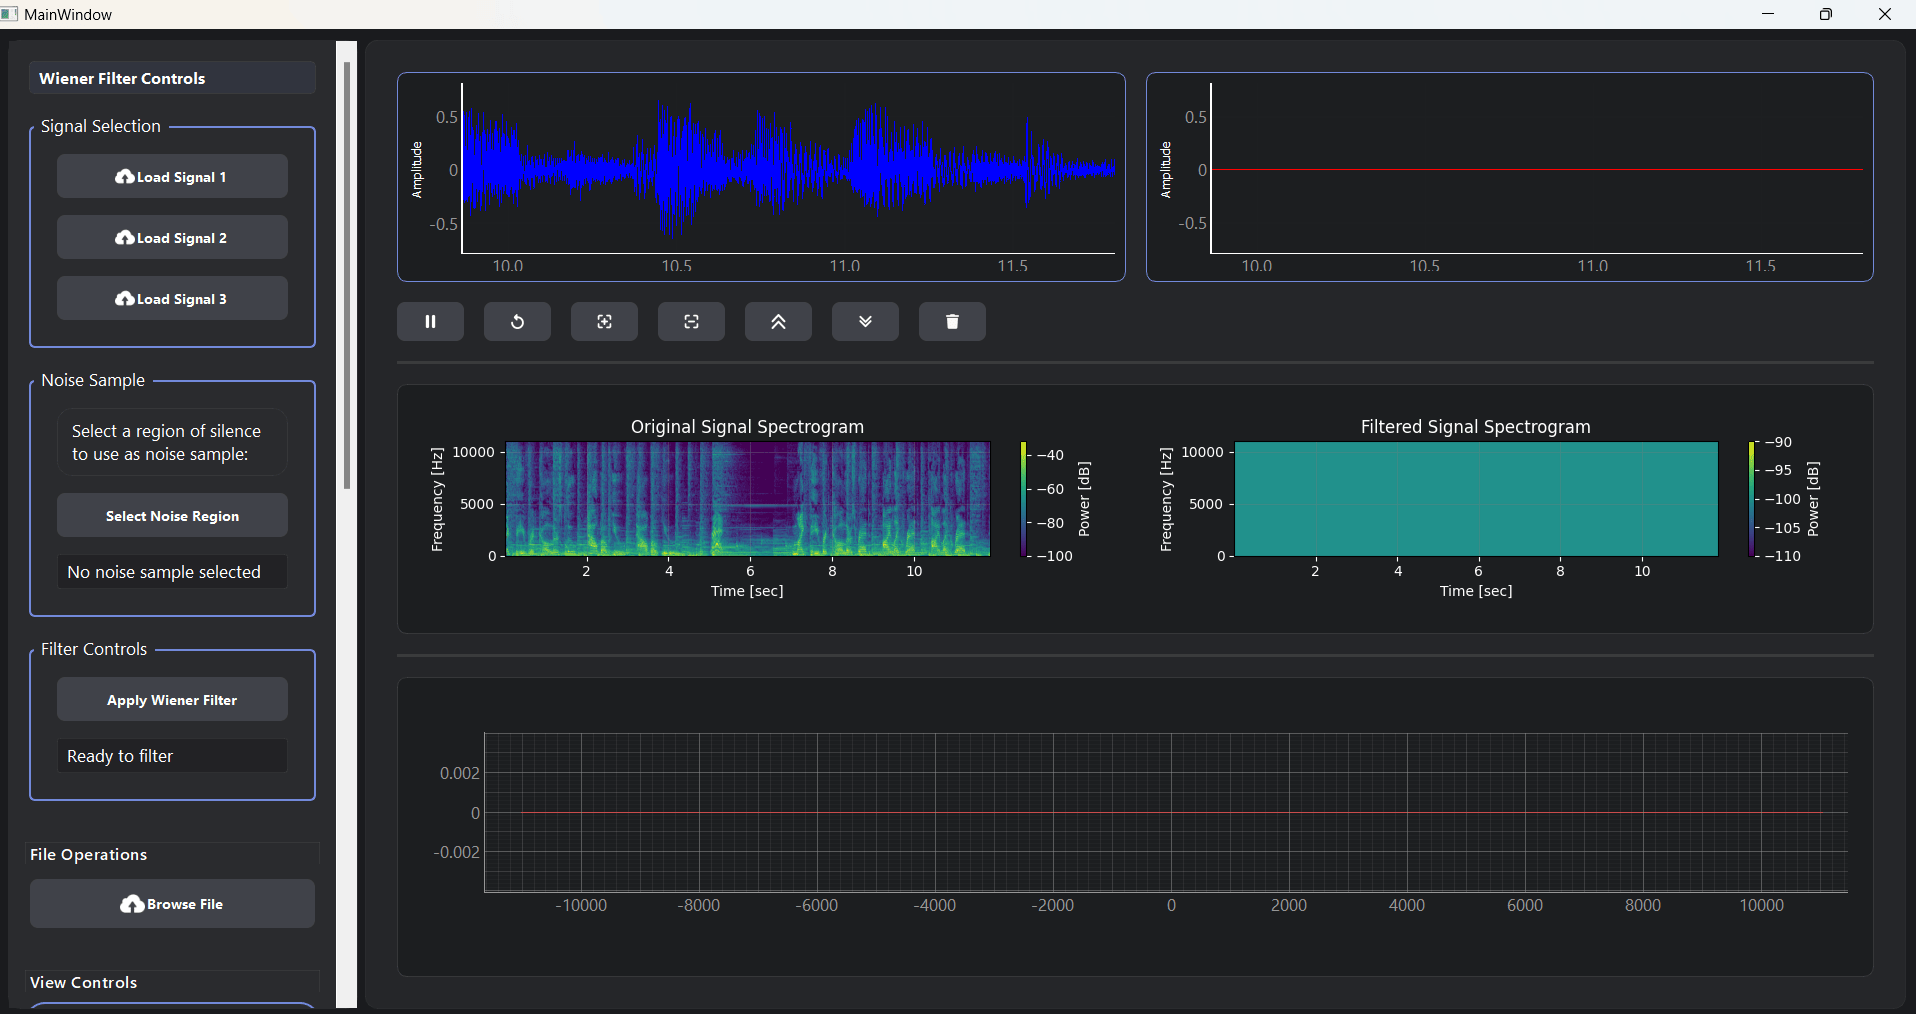 MainWindow
Wiener Filter Controls
Signal Selection
Load Signal 1
Load Signal 2
Load Signal 3
Noise Sample
Select a region of silence
to use as noise sample:
Select Noise Region
No noise sample selected
Filter Controls
Apply Wiener Filter
Ready to filter
File Operations
Browse File
View Controls
Amplitude
0.5
0
-0.5
10.0 10.5 11.0 11.5
Amplitude
0.5
0
-0.5
10.0 10.5 11.0 11.5
Original Signal Spectrogram
Frequency [Hz]
10000
5000
0
2 4 6 8 10
Time [sec]
−40
−60
−80
−100
Power [dB]
Filtered Signal Spectrogram
Frequency [Hz]
10000
5000
0
2 4 6 8 10
Time [sec]
−90
−95
−100
−105
−110
Power [dB]
0.002
0
-0.002
-10000 -8000 -6000 -4000 -2000 0 2000 4000 6000 8000 10000